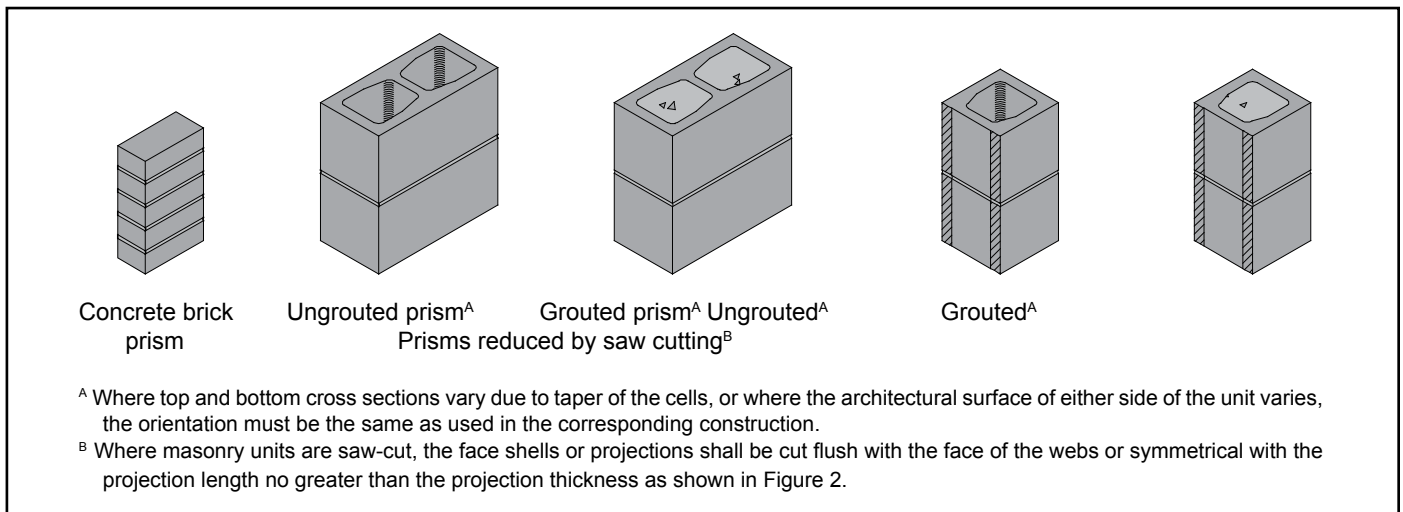 Concrete brick
prism
Ungrouted prismᴬ
Grouted prismᴬ Ungroutedᴬ
Groutedᴬ
Prisms reduced by saw cuttingᴮ
ᴬ Where top and bottom cross sections vary due to taper of the cells, or where the architectural surface of either side of the unit varies,
the orientation must be the same as used in the corresponding construction.
ᴮ Where masonry units are saw-cut, the face shells or projections shall be cut flush with the face of the webs or symmetrical with the
projection length no greater than the projection thickness as shown in Figure 2.